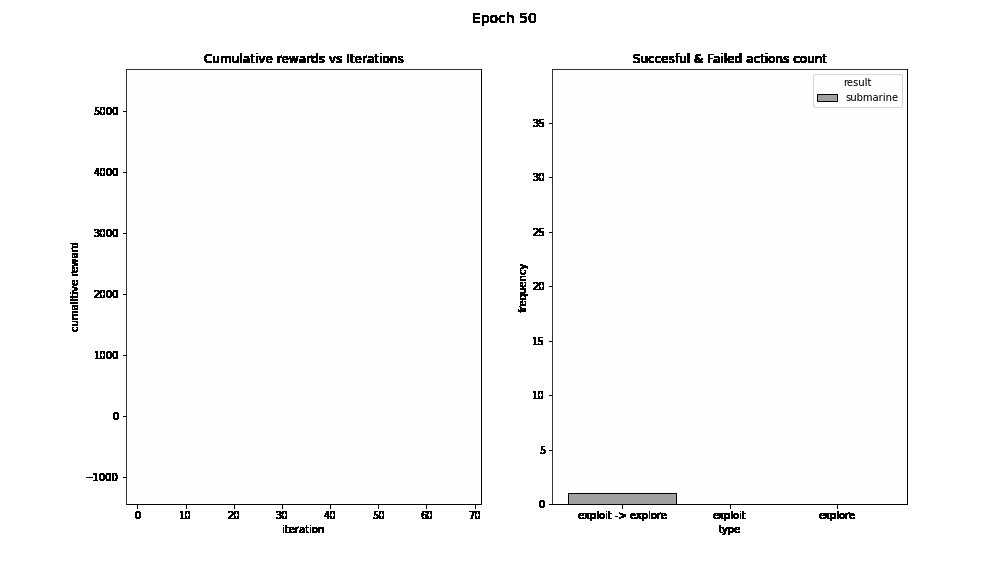 Epoch 50
Cumulative rewards vs Iterations
5000
4000
3000
2000
1000
0
−1000
cumalitive reward
0 10 20 30 40 50 60 70
iteration
Succesful & Failed actions count
result
submarine
35
30
25
20
15
10
5
0
frequency
exploit -> explore exploit explore
type